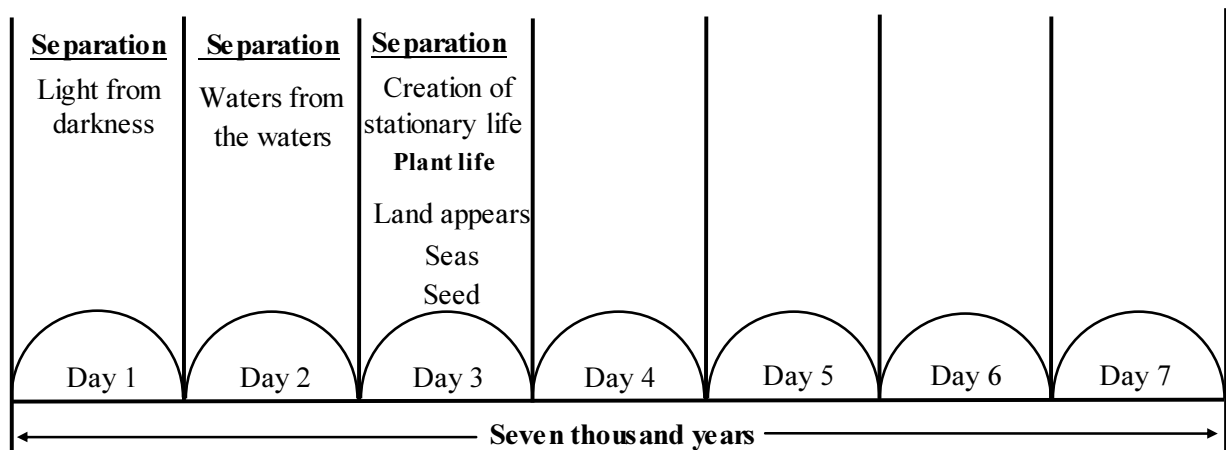 Separation
Light from
darkness
Separation
Waters from
the waters
Separation
Creation of
stationary life
Plant life
Land appears
Seas
Seed
Day 1
Day 2
Day 3
Day 4
Day 5
Day 6
Day 7
Seven thousand years